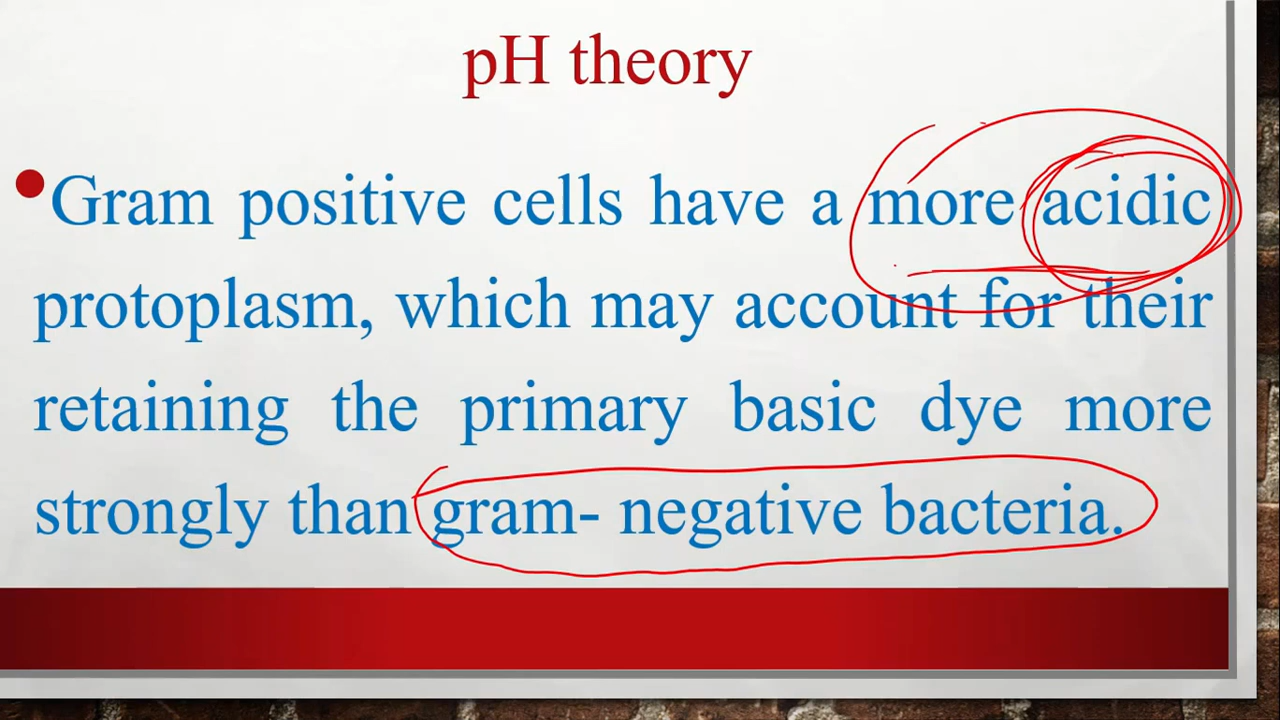 pH theory
Gram positive cells have a more acidic
protoplasm, which may account for their
retaining the primary basic dye more
strongly than gram- negative bacteria.